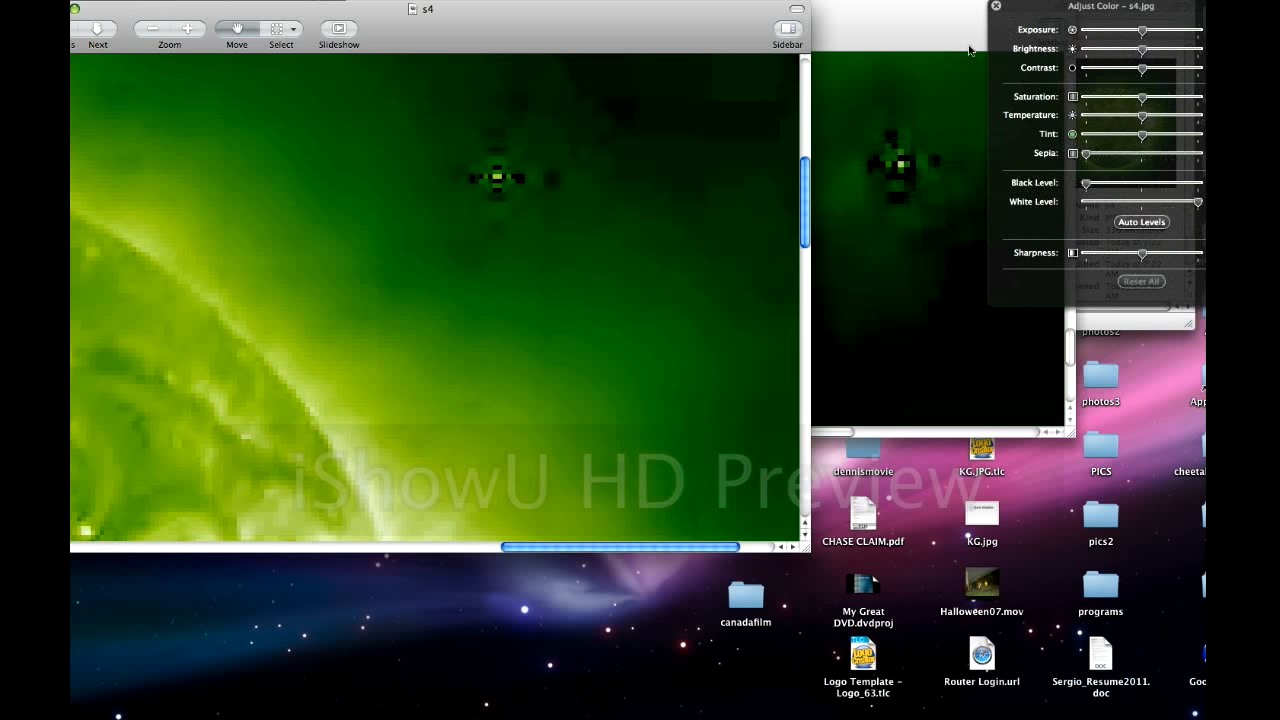 s4
Next
Zoom
Move
Select
Slideshow
Sidebar
Adjust Color – s4.jpg
Exposure:
Brightness:
Contrast:
Saturation:
Temperature:
Tint:
Sepia:
Black Level:
White Level:
Auto Levels
Sharpness:
Reset All
photos2
photos3
iShowU HD Preview
dennismovie
KG.JPG.tlc
PICS
CHASE CLAIM.pdf
KG.jpg
pics2
canadafilm
My Great
DVD.dvdproj
Halloween07.mov
programs
Logo Template –
Logo_63.tlc
Router Login.url
Sergio_Resume2011.
doc